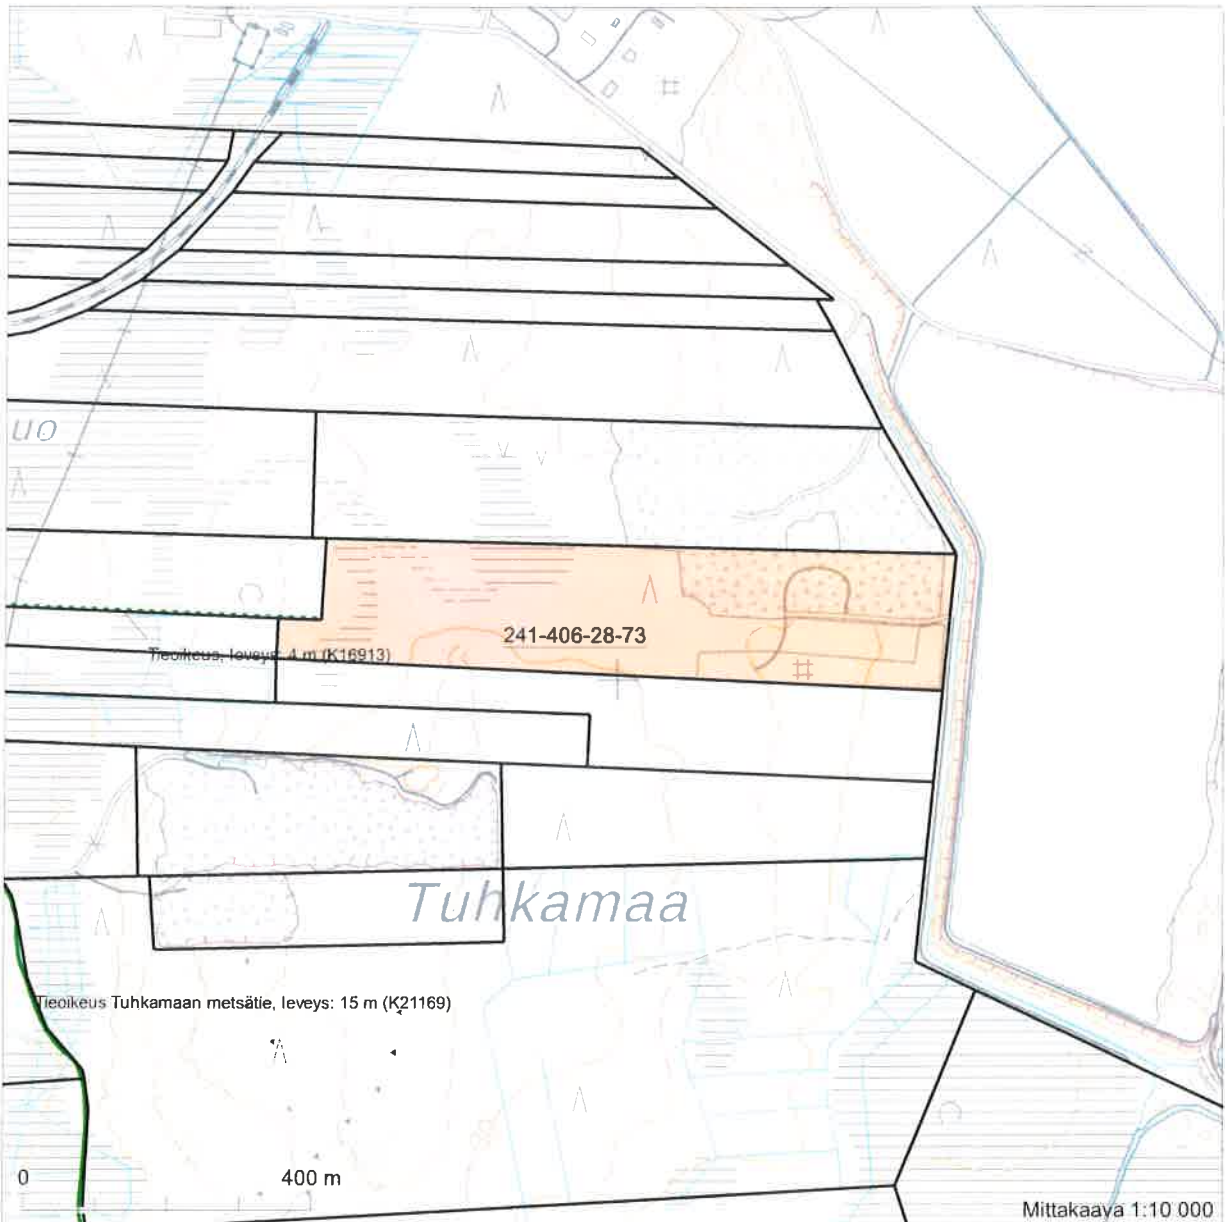 uo
241-406-28-73
Tieoikeus, leveys: 4 m (K16913)
Tuhkamaa
Tieoikeus Tuhkamaan metsätie, leveys: 15 m (K21169)
0 400 m
Mittakaava 1:10 000